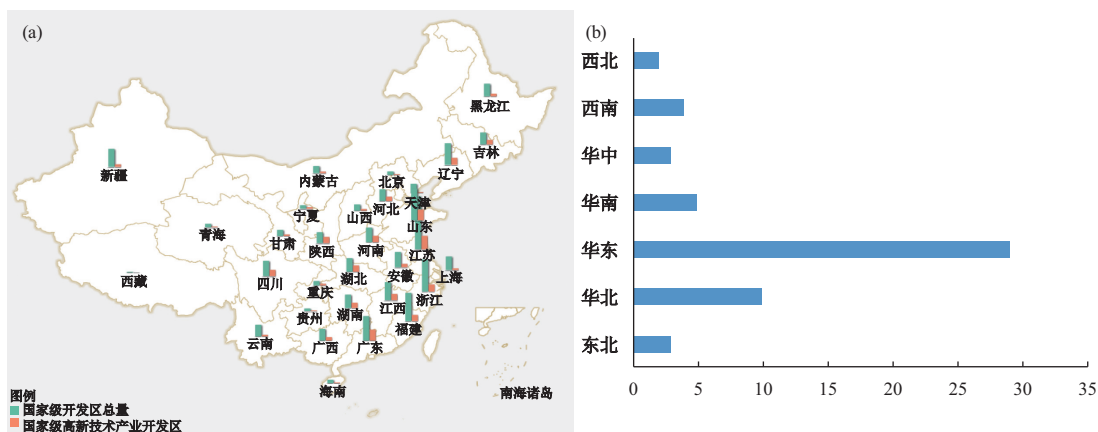 (a)
黑龙江
吉林
辽宁
新疆
内蒙古
北京
天津
河北
宁夏
山西
山东
青海
甘肃
陕西
河南
江苏
西藏
四川
湖北
安徽
上海
重庆
浙江
江西
贵州
湖南
福建
云南
广西
广东
海南
南海诸岛
图例
国家级开发区总量
国家级高新技术产业开发区
(b)
西北
西南
华中
华南
华东
华北
东北
0 5 10 15 20 25 30 35